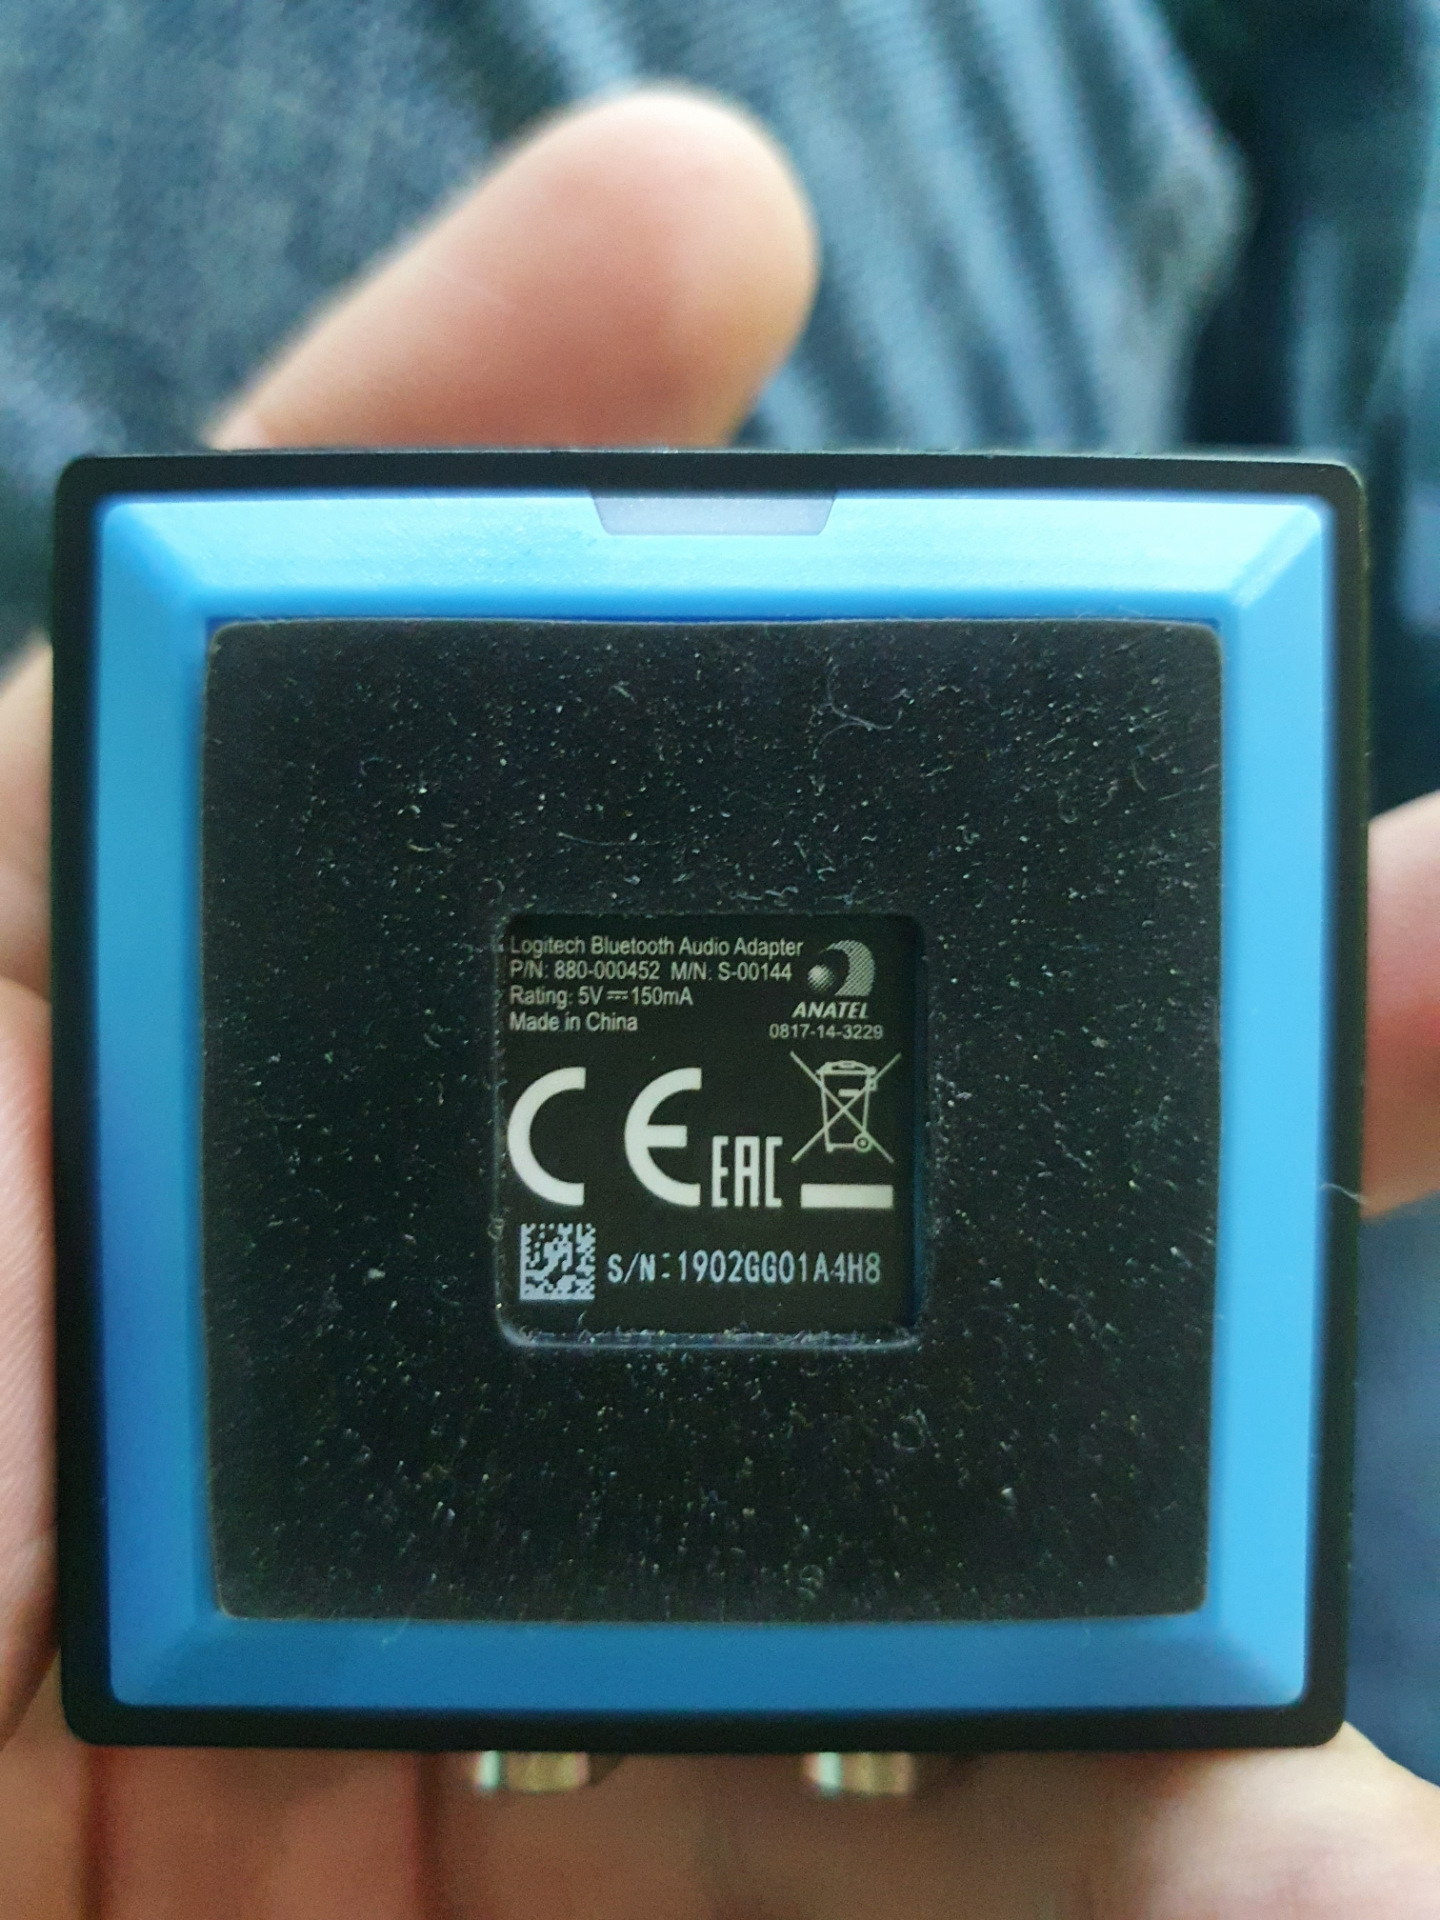 Logitech Bluetooth Audio Adapter
P/N: 880-000452 M/N: S-00144
Rating: 5V ⎓ 150mA
Made in China
ANATEL
0817-14-3229
CE
EAC
S/N:1902GG01A4H8